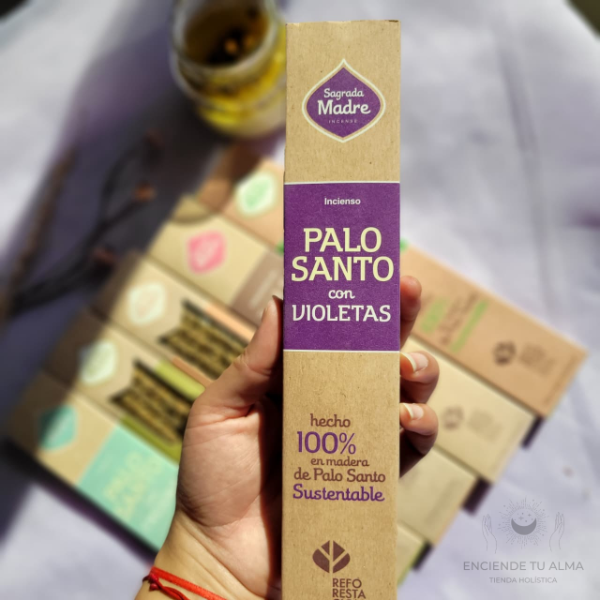 Sagrada
Madre
INCENSE
Incienso
PALO
SANTO
con
VIOLETAS
hecho
100%
en madera
de Palo Santo
Sustentable
REFO
RESTA
ENCIENDE TU ALMA
TIENDA HOLÍSTICA